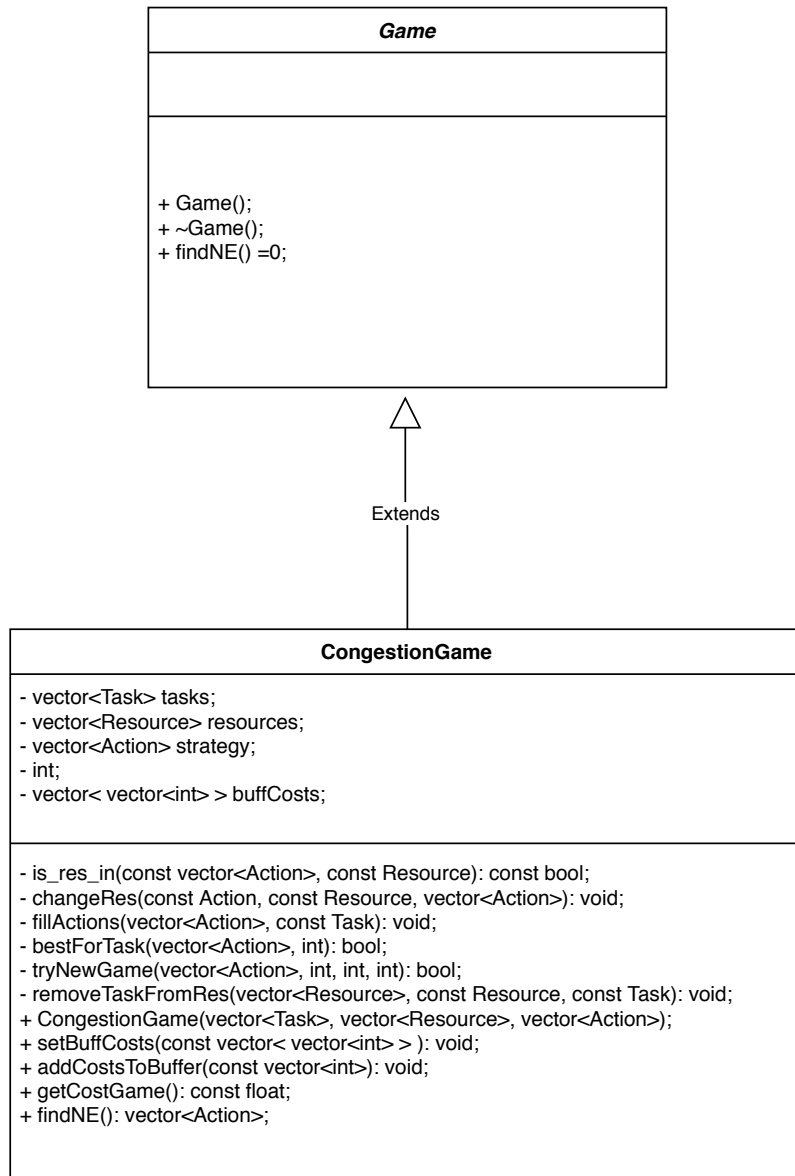 Game
+ Game();
+ ~Game();
+ findNE() =0;
Extends
CongestionGame
- vector<Task> tasks;
- vector<Resource> resources;
- vector<Action> strategy;
- int;
- vector< vector<int> > buffCosts;
- is_res_in(const vector<Action>, const Resource): const bool;
- changeRes(const Action, const Resource, vector<Action>): void;
- fillActions(vector<Action>, const Task): void;
- bestForTask(vector<Action>, int): bool;
- tryNewGame(vector<Action>, int, int, int): bool;
- removeTaskFromRes(vector<Resource>, const Resource, const Task): void;
+ CongestionGame(vector<Task>, vector<Resource>, vector<Action>);
+ setBuffCosts(const vector< vector<int> > ): void;
+ addCostsToBuffer(const vector<int>): void;
+ getCostGame(): const float;
+ findNE(): vector<Action>;